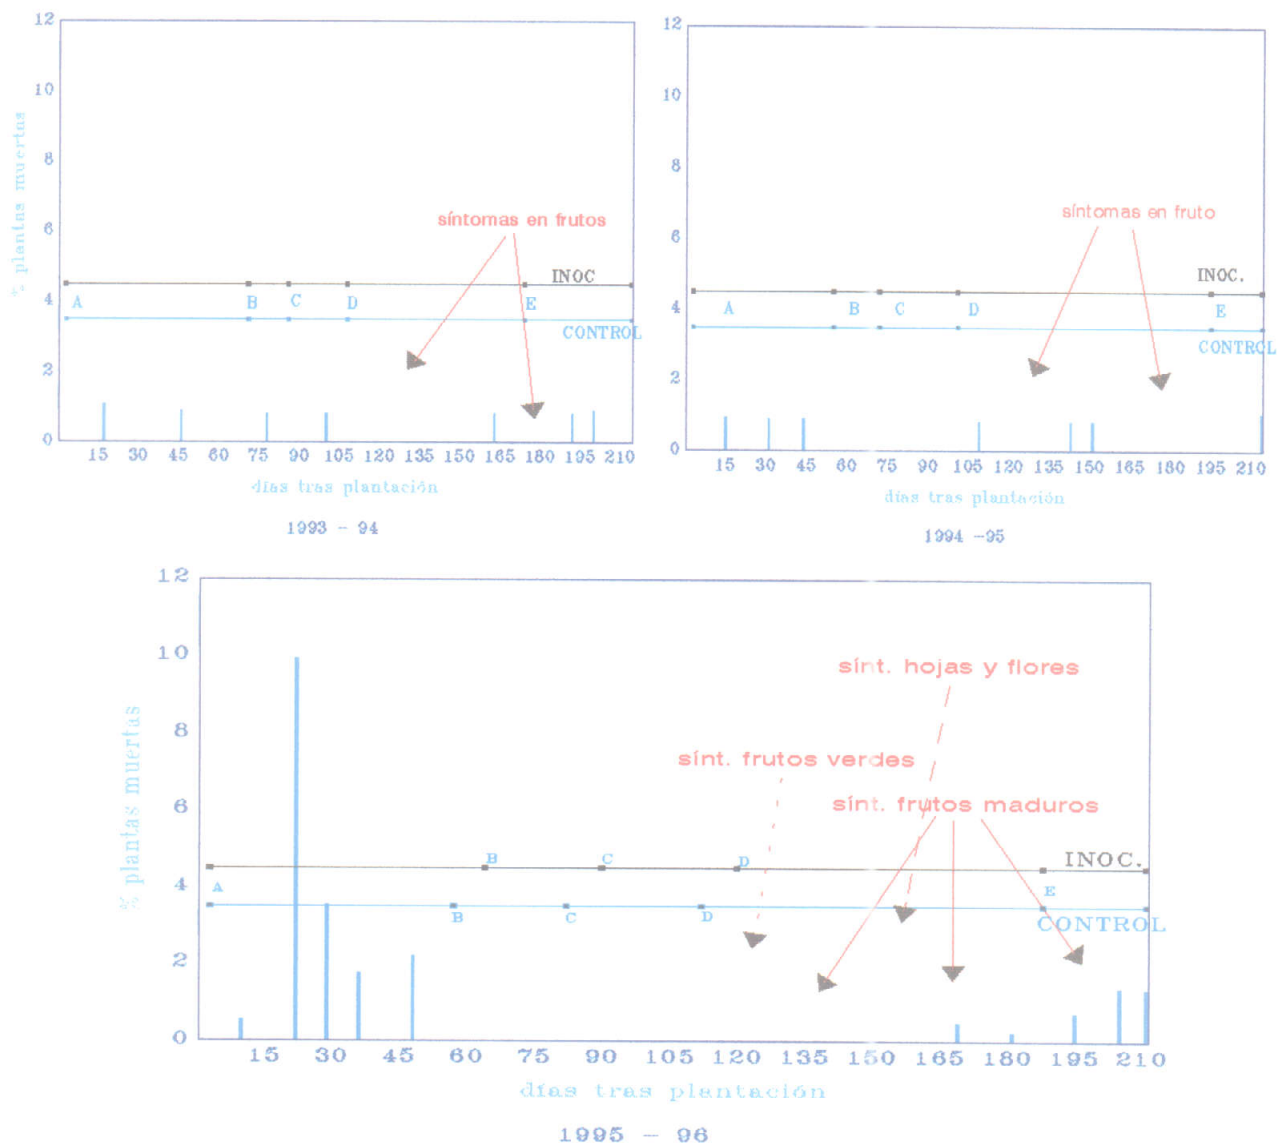 12
10
8
6
4
2
0
% plantas muertas
síntomas en frutos
INOC
A B C D E
CONTROL
15 30 45 60 75 90 105 120 135 150 165 180 195 210
días tras plantación
1993 - 94
12
10
8
6
4
2
0
síntomas en fruto
INOC.
A B C D E
CONTROL
15 30 45 60 75 90 105 120 135 150 165 180 195 210
días tras plantación
1994 -95
12
10
8
6
4
2
0
% plantas muertas
sínt. hojas y flores
sínt. frutos verdes
sínt. frutos maduros
B C D INOC.
A E
B C D CONTROL
15 30 45 60 75 90 105 120 135 150 165 180 195 210
días tras plantación
1995 - 96